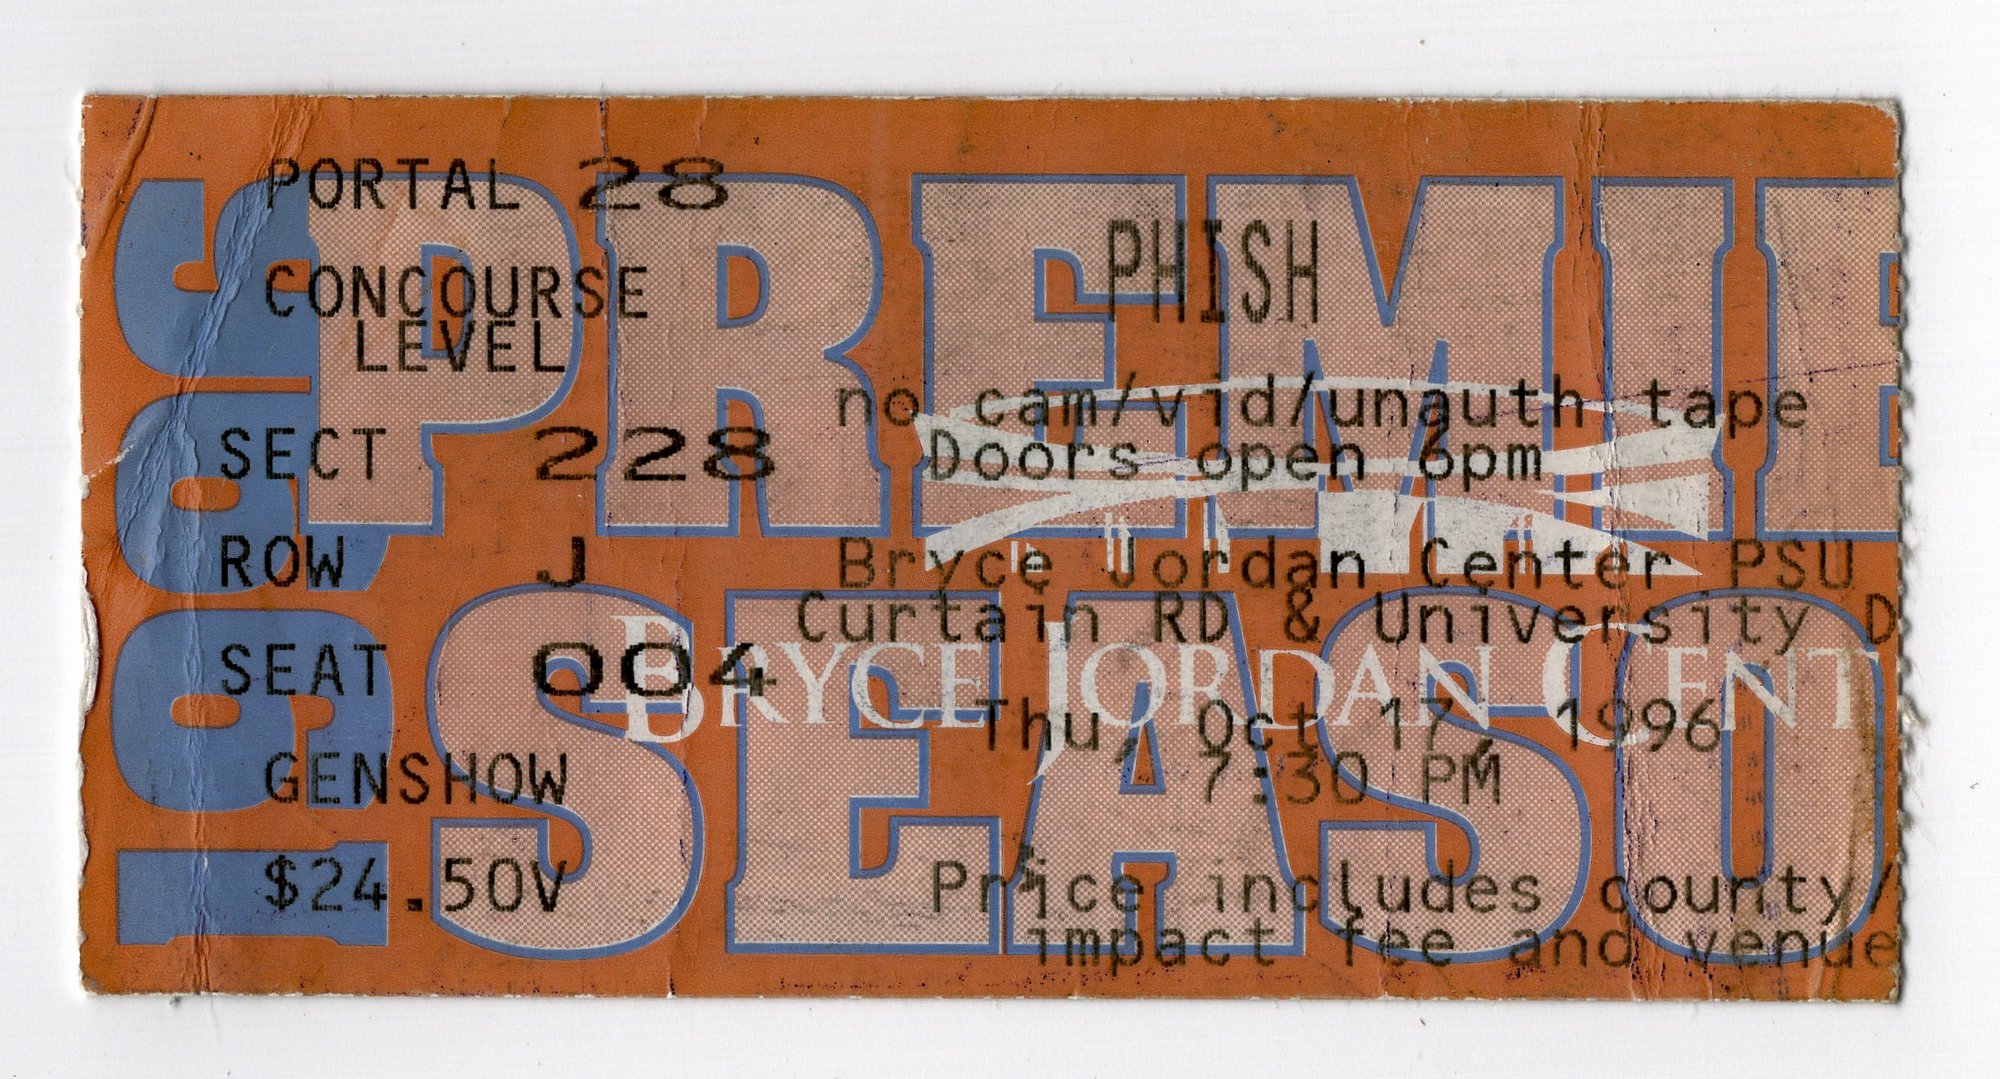 PORTAL 28
CONCOURSE
LEVEL
SECT 228
ROW J
SEAT 004
GENSHOW
$24.50V
PHISH
no cam/vid/unauth tape
Doors open 6pm
Bryce Jordan Center PSU
Curtain RD & University D
Thu, Oct 17, 1996
7:30 PM
Price includes county/
impact fee and venue
1996
PREMIE
SEASO
BRYCE JORDAN CENT